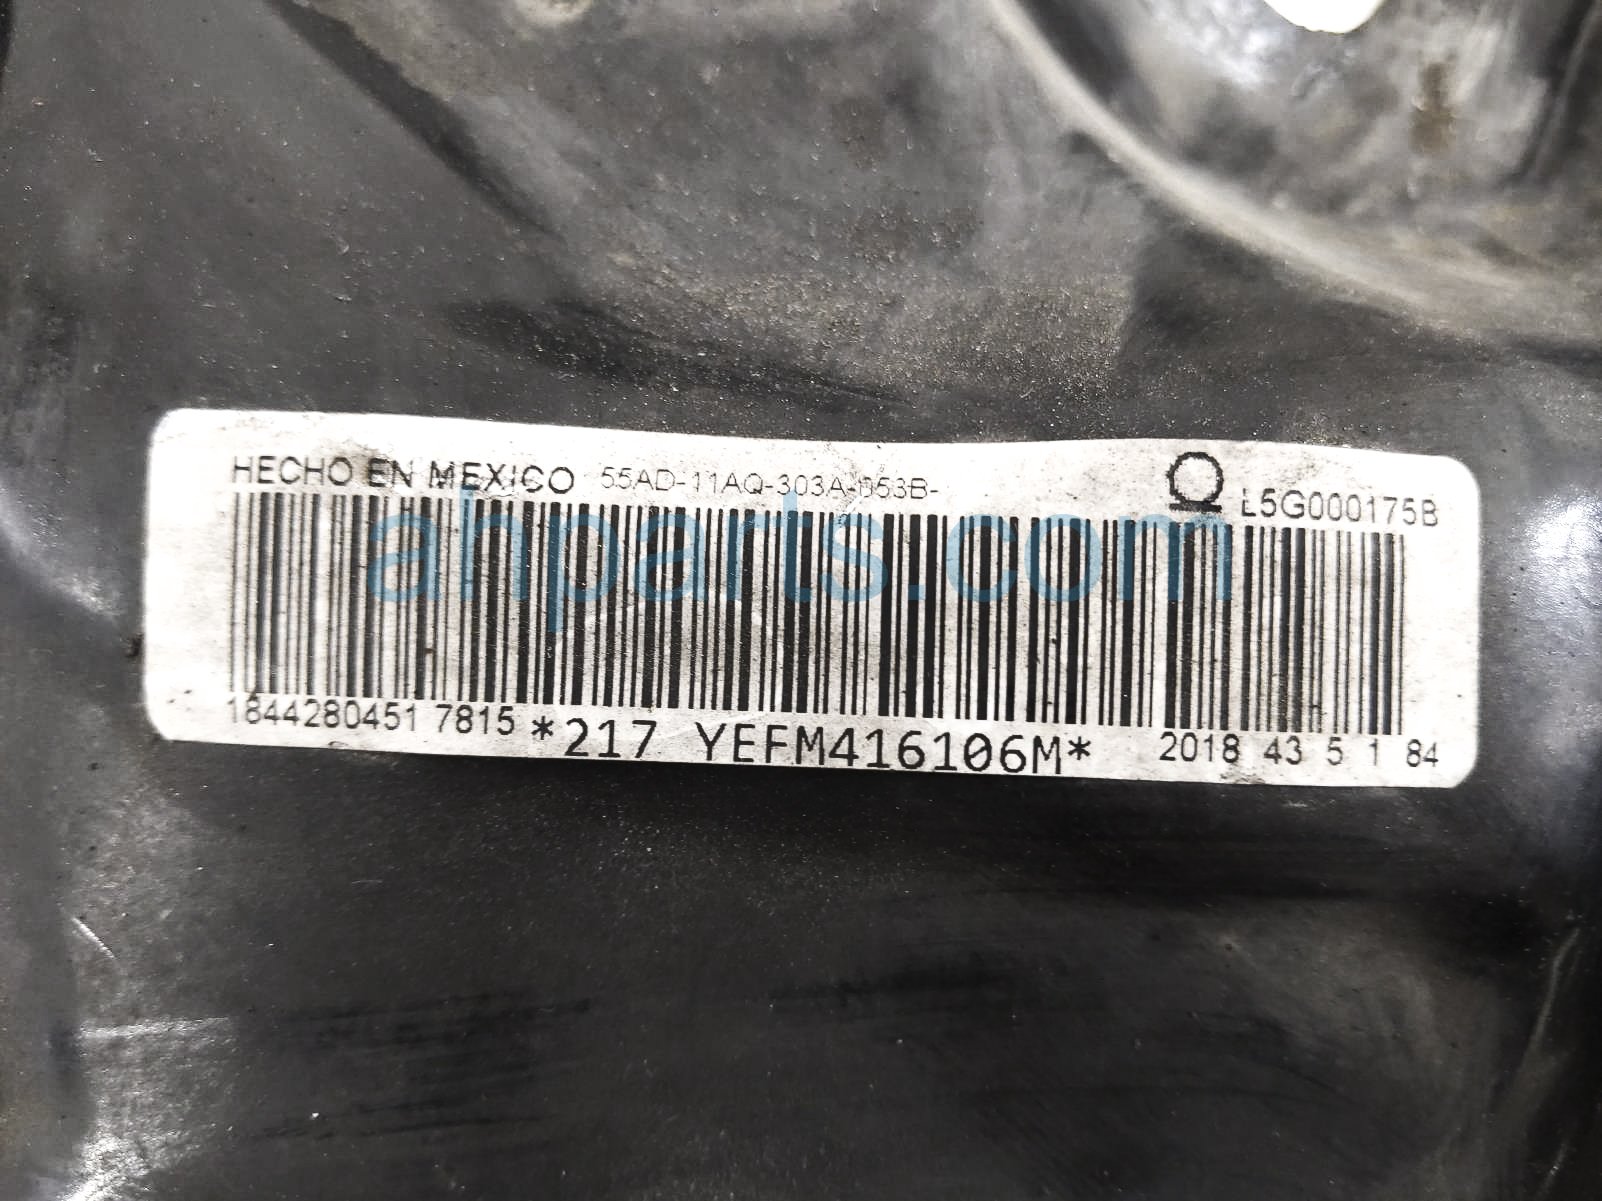 HECHO EN MEXICO 55AD-11AQ-303A-053B- L5G000175B
ahparts.com
1844280451 7815 *217 YEFM416106M* 2018 43 5 1 84